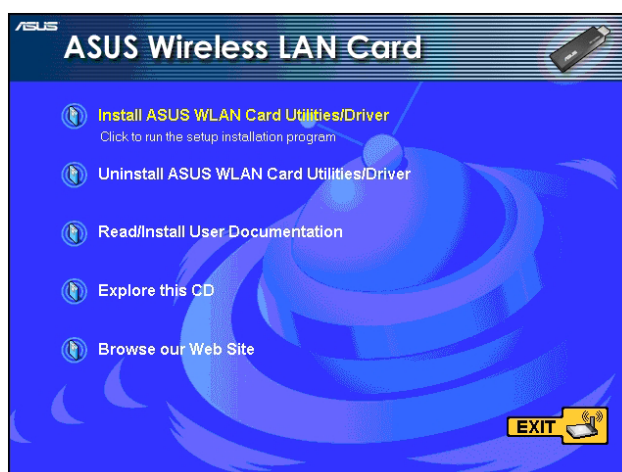 ASUS
ASUS Wireless LAN Card
Install ASUS WLAN Card Utilities/Driver
Click to run the setup installation program
Uninstall ASUS WLAN Card Utilities/Driver
Read/Install User Documentation
Explore this CD
Browse our Web Site
EXIT